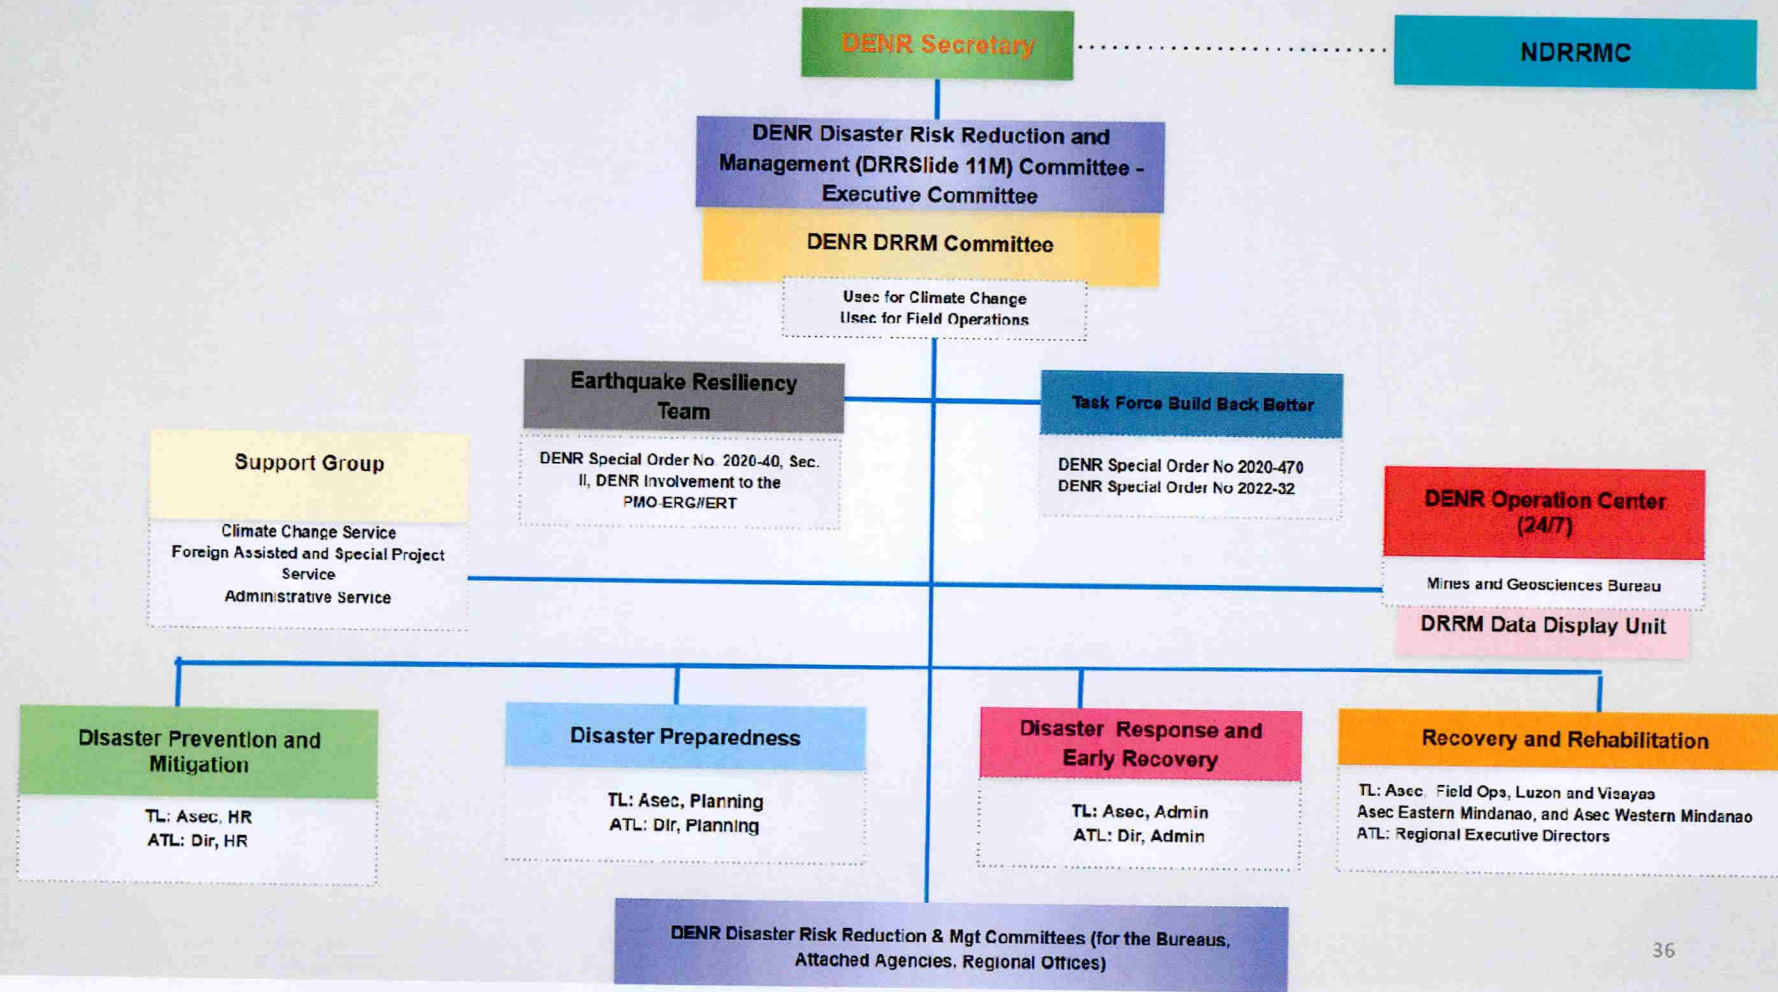 DENR Secretary
NDRRMC
DENR Disaster Risk Reduction and
Management (DRRSlide 11M) Committee -
Executive Committee
DENR DRRM Committee
Usec for Climate Change
Usec for Field Operations
Earthquake Resiliency
Team
DENR Special Order No. 2020-40, Sec.
II, DENR Involvement to the
PMO-ERG//ERT
Task Force Build Back Better
DENR Special Order No 2020-470
DENR Special Order No 2022-32
Support Group
Climate Change Service
Foreign Assisted and Special Project
Service
Administrative Service
DENR Operation Center
(24/7)
Mines and Geosciences Bureau
DRRM Data Display Unit
Disaster Prevention and
Mitigation
TL: Asec, HR
ATL: Dir, HR
Disaster Preparedness
TL: Asec, Planning
ATL: Dir, Planning
Disaster Response and
Early Recovery
TL: Asec, Admin
ATL: Dir, Admin
Recovery and Rehabilitation
TL: Asec, Field Ops, Luzon and Visayas
Asec Eastern Mindanao, and Asec Western Mindanao
ATL: Regional Executive Directors
DENR Disaster Risk Reduction & Mgt Committees (for the Bureaus,
Attached Agencies, Regional Offices)
36